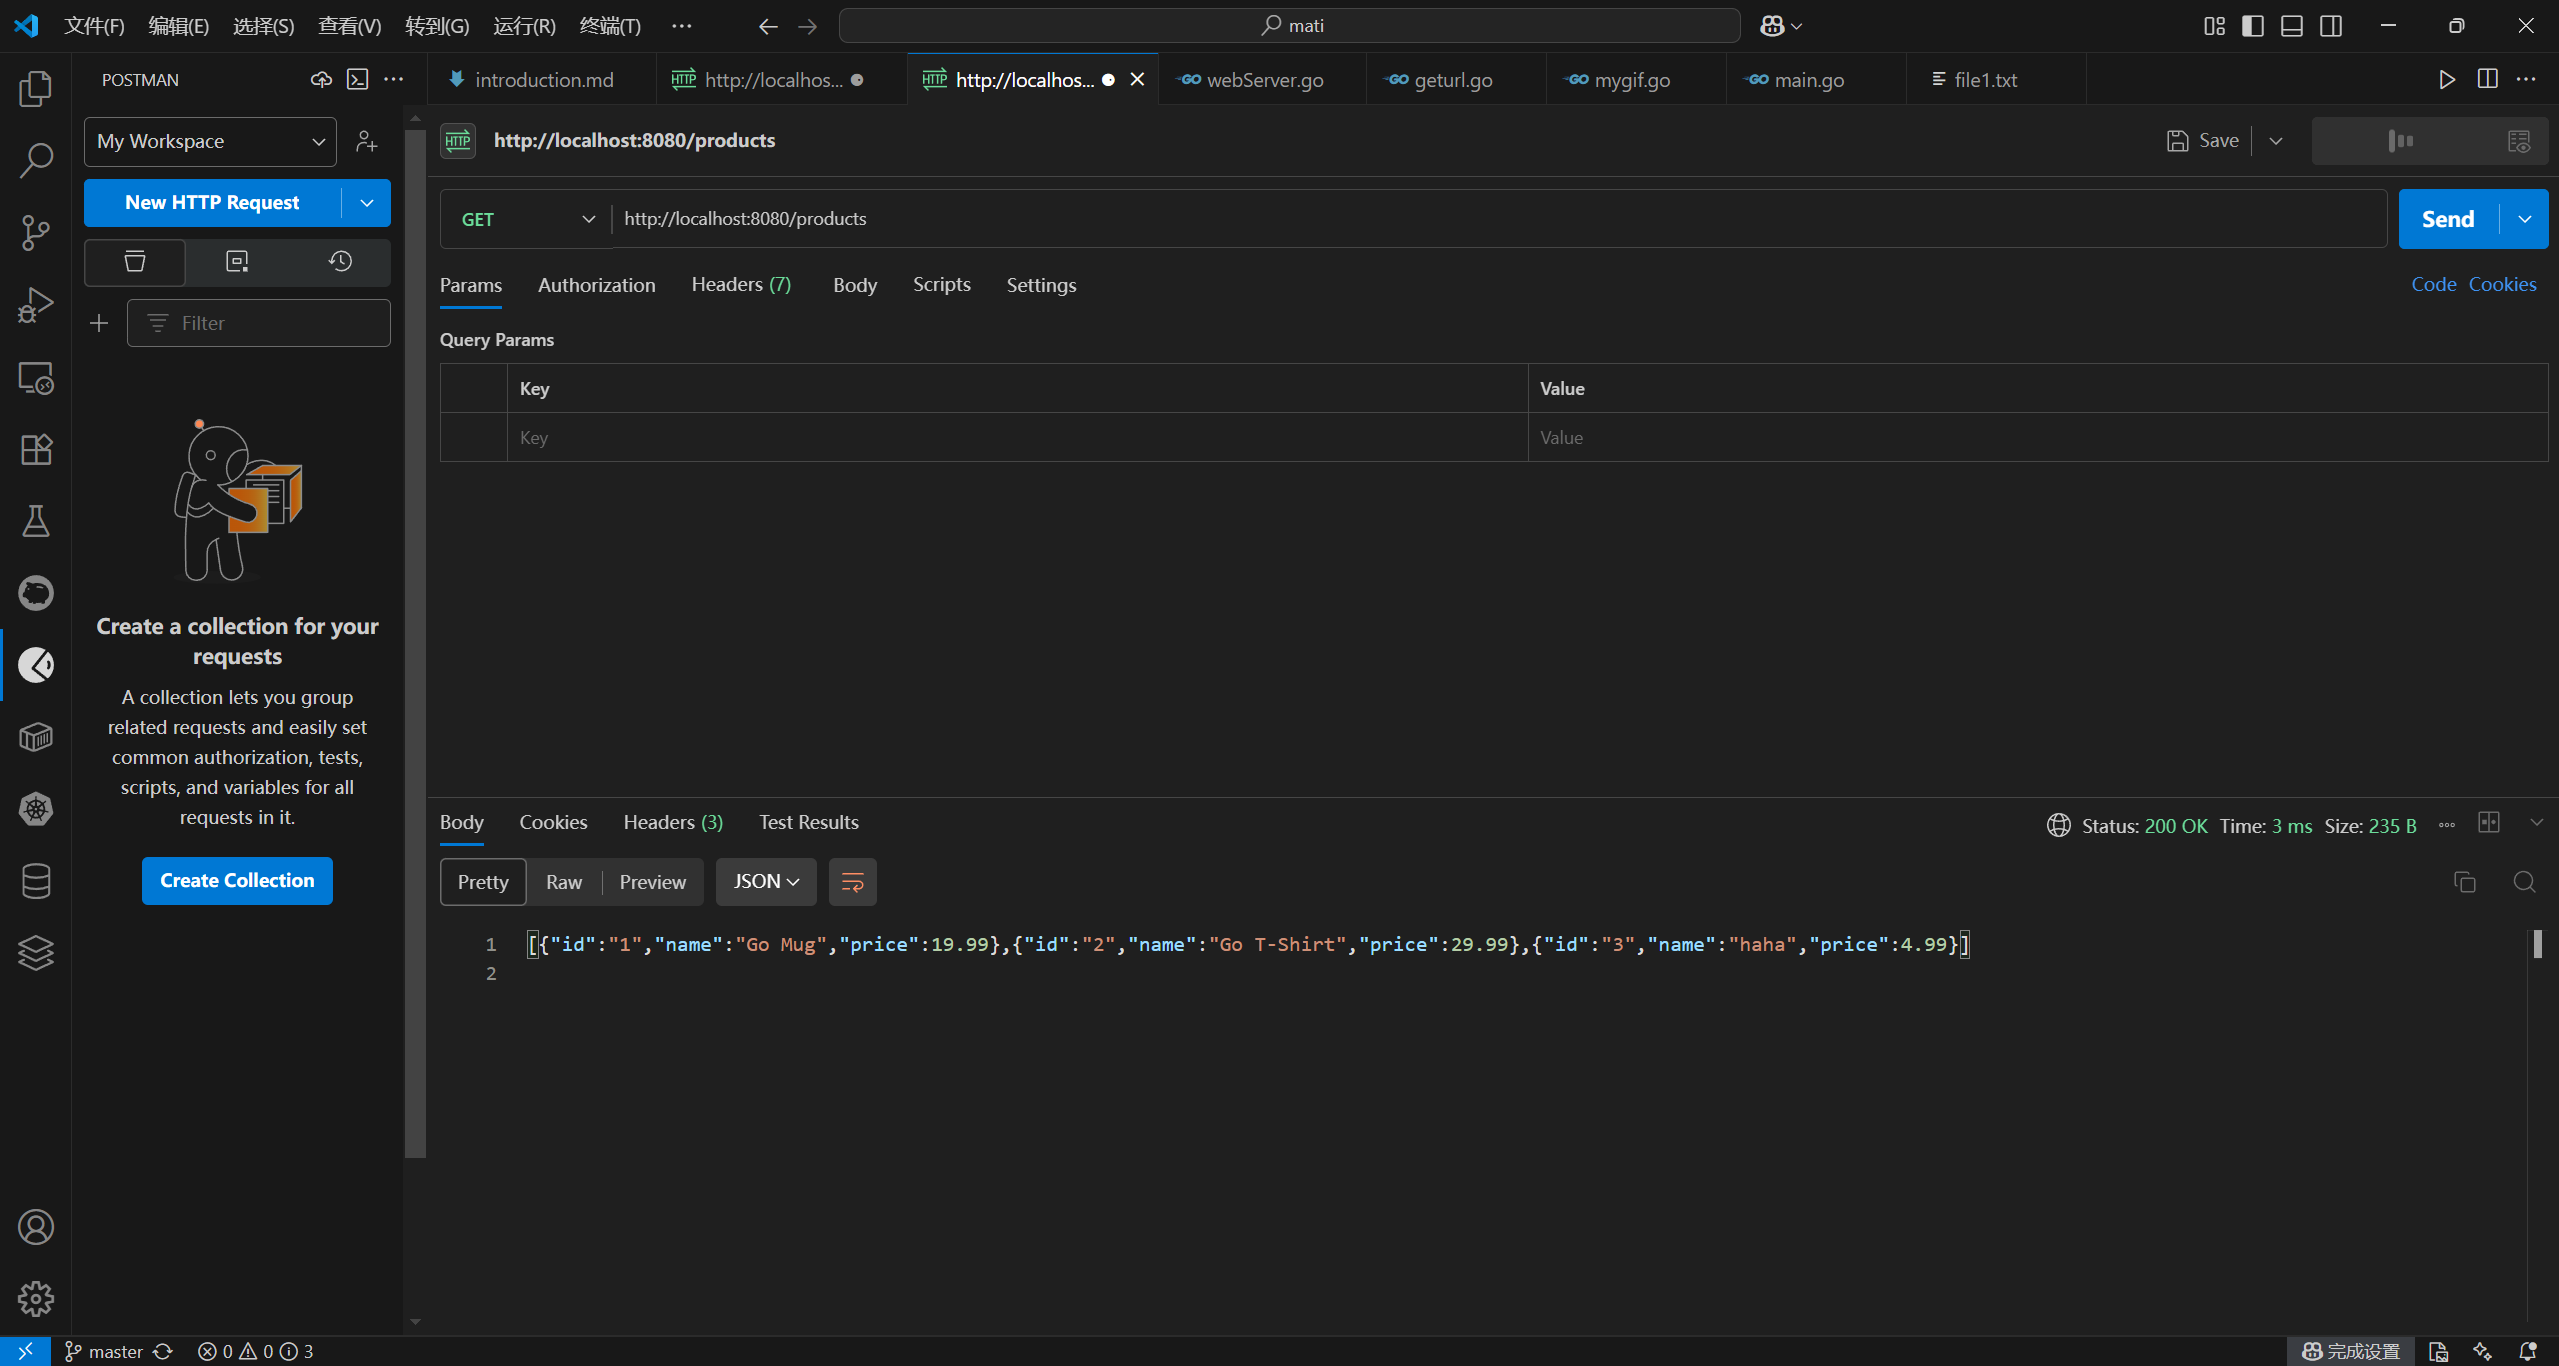 文件(F) 编辑(E) 选择(S) 查看(V) 转到(G) 运行(R) 终端(T) ··· mati
POSTMAN
introduction.md http://localhos... http://localhos... GO webServer.go GO geturl.go GO mygif.go GO main.go file1.txt
My Workspace
New HTTP Request
Filter
Create a collection for your
requests
A collection lets you group
related requests and easily set
common authorization, tests,
scripts, and variables for all
requests in it.
Create Collection
HTTP http://localhost:8080/products Save
GET http://localhost:8080/products Send
Params Authorization Headers (7) Body Scripts Settings Code Cookies
Query Params
Key Value
Key Value
Body Cookies Headers (3) Test Results Status: 200 OK Time: 3 ms Size: 235 B
Pretty Raw Preview JSON
1 [{"id":"1","name":"Go Mug","price":19.99},{"id":"2","name":"Go T-Shirt","price":29.99},{"id":"3","name":"haha","price":4.99}]
2
master 0 0 3 完成设置